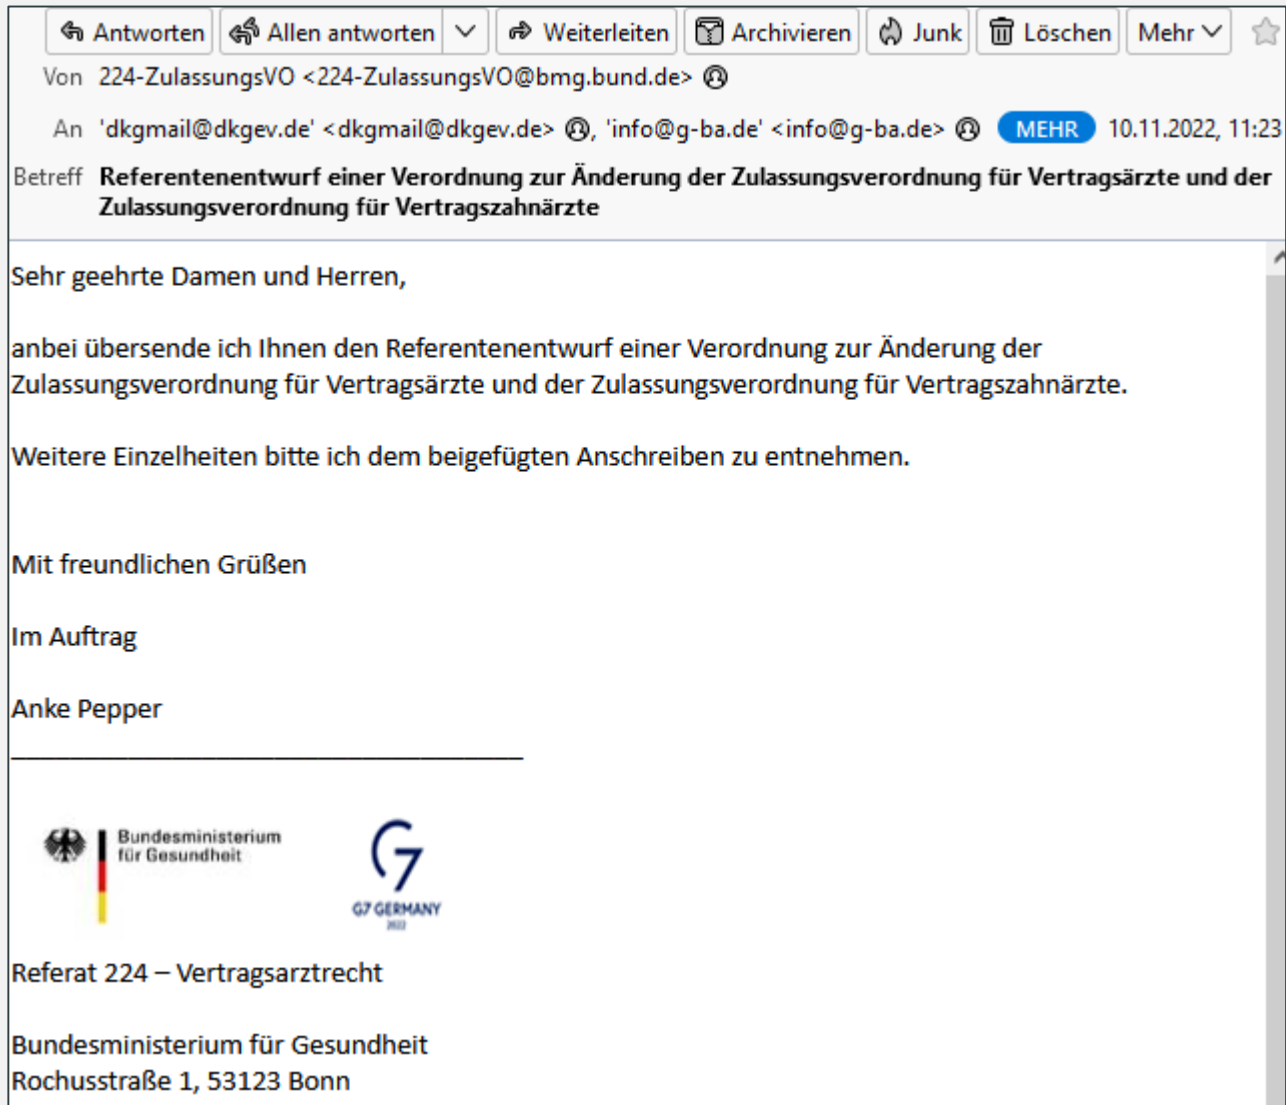 Antworten Allen antworten Weiterleiten Archivieren Junk Löschen Mehr
Von 224-ZulassungsVO <224-ZulassungsVO@bmg.bund.de>
An 'dkgmail@dkgev.de' <dkgmail@dkgev.de>, 'info@g-ba.de' <info@g-ba.de> MEHR 10.11.2022, 11:23
Betreff Referentenentwurf einer Verordnung zur Änderung der Zulassungsverordnung für Vertragsärzte und der
Zulassungsverordnung für Vertragszahnärzte
Sehr geehrte Damen und Herren,
anbei übersende ich Ihnen den Referentenentwurf einer Verordnung zur Änderung der
Zulassungsverordnung für Vertragsärzte und der Zulassungsverordnung für Vertragszahnärzte.
Weitere Einzelheiten bitte ich dem beigefügten Anschreiben zu entnehmen.
Mit freundlichen Grüßen
Im Auftrag
Anke Pepper
Bundesministerium
für Gesundheit
G7 GERMANY
2022
Referat 224 – Vertragsarztrecht
Bundesministerium für Gesundheit
Rochusstraße 1, 53123 Bonn